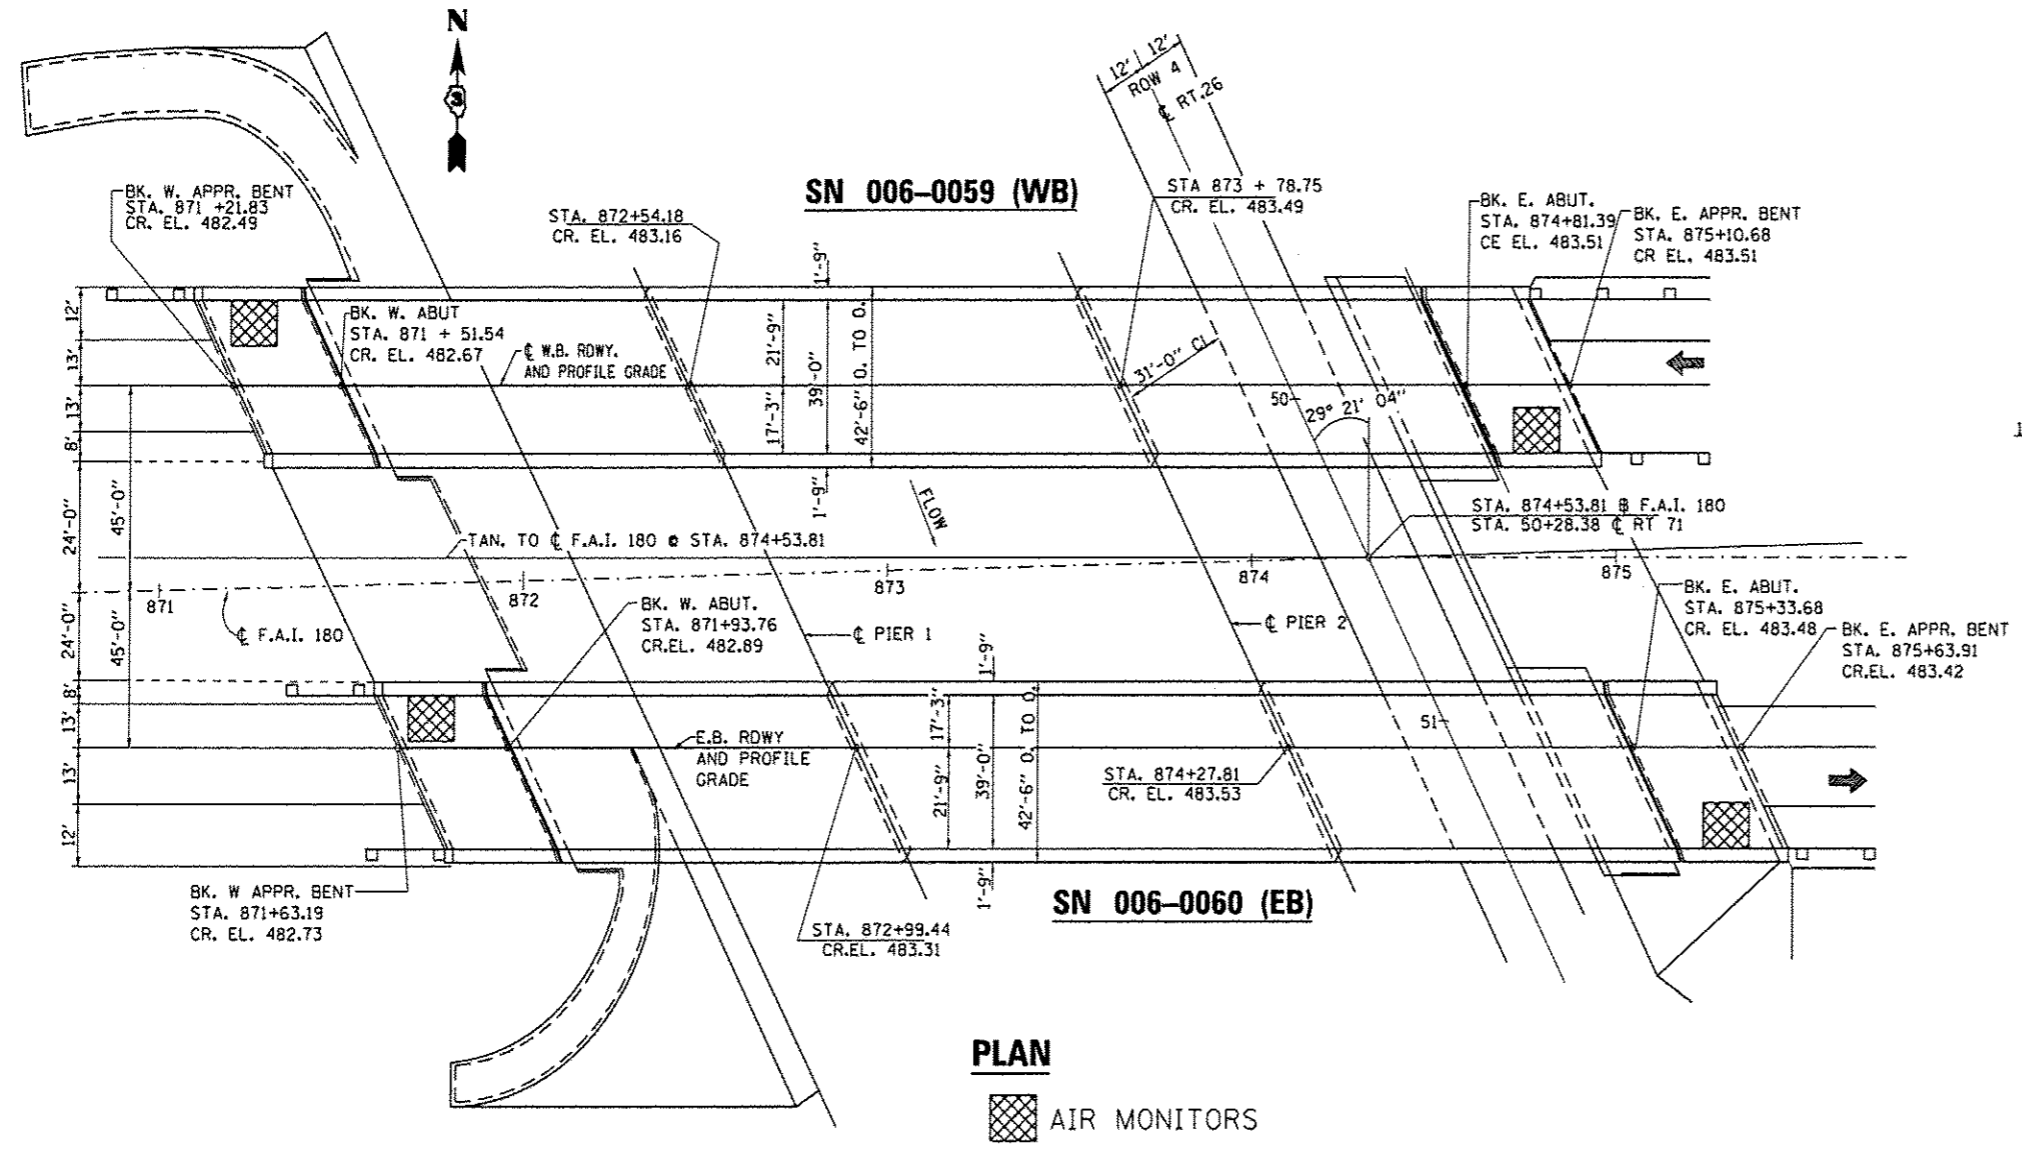 N
3
12'
12'
ROW 4
℄ RT.26
SN 006-0059 (WB)
BK. W. APPR. BENT
STA. 871 +21.83
CR. EL. 482.49
STA. 872+54.18
CR. EL. 483.16
STA 873 + 78.75
CR. EL. 483.49
BK. E. ABUT.
STA. 874+81.39
CE EL. 483.51
BK. E. APPR. BENT
STA. 875+10.68
CR EL. 483.51
1'-9"
12'
13'
13'
8'
BK. W. ABUT
STA. 871 + 51.54
CR. EL. 482.67
℄ W.B. RDWY.
AND PROFILE GRADE
21'-9"
17'-3"
39'-0"
42'-6" O. TO O.
1'-9"
31'-0" Cl
50
29° 21' 04"
24'-0"
45'-0"
FLOW
TAN. TO ℄ F.A.I. 180 @ STA. 874+53.81
STA. 874+53.81 B F.A.I. 180
STA. 50+28.38 ℄ RT 71
871
872
873
874
875
℄ F.A.I. 180
24'-0"
45'-0"
BK. W. ABUT.
STA. 871+93.76
CR.EL. 482.89
℄ PIER 1
℄ PIER 2
BK. E. ABUT.
STA. 875+33.68
CR. EL. 483.48
BK. E. APPR. BENT
STA. 875+63.91
CR.EL. 483.42
1'-9"
8'
13'
13'
12'
E.B. RDWY
AND PROFILE
GRADE
17'-3"
21'-9"
39'-0"
42'-6" O. TO O.
1'-9"
51
STA. 874+27.81
CR. EL. 483.53
BK. W APPR. BENT
STA. 871+63.19
CR. EL. 482.73
STA. 872+99.44
CR.EL. 483.31
SN 006-0060 (EB)
PLAN
AIR MONITORS